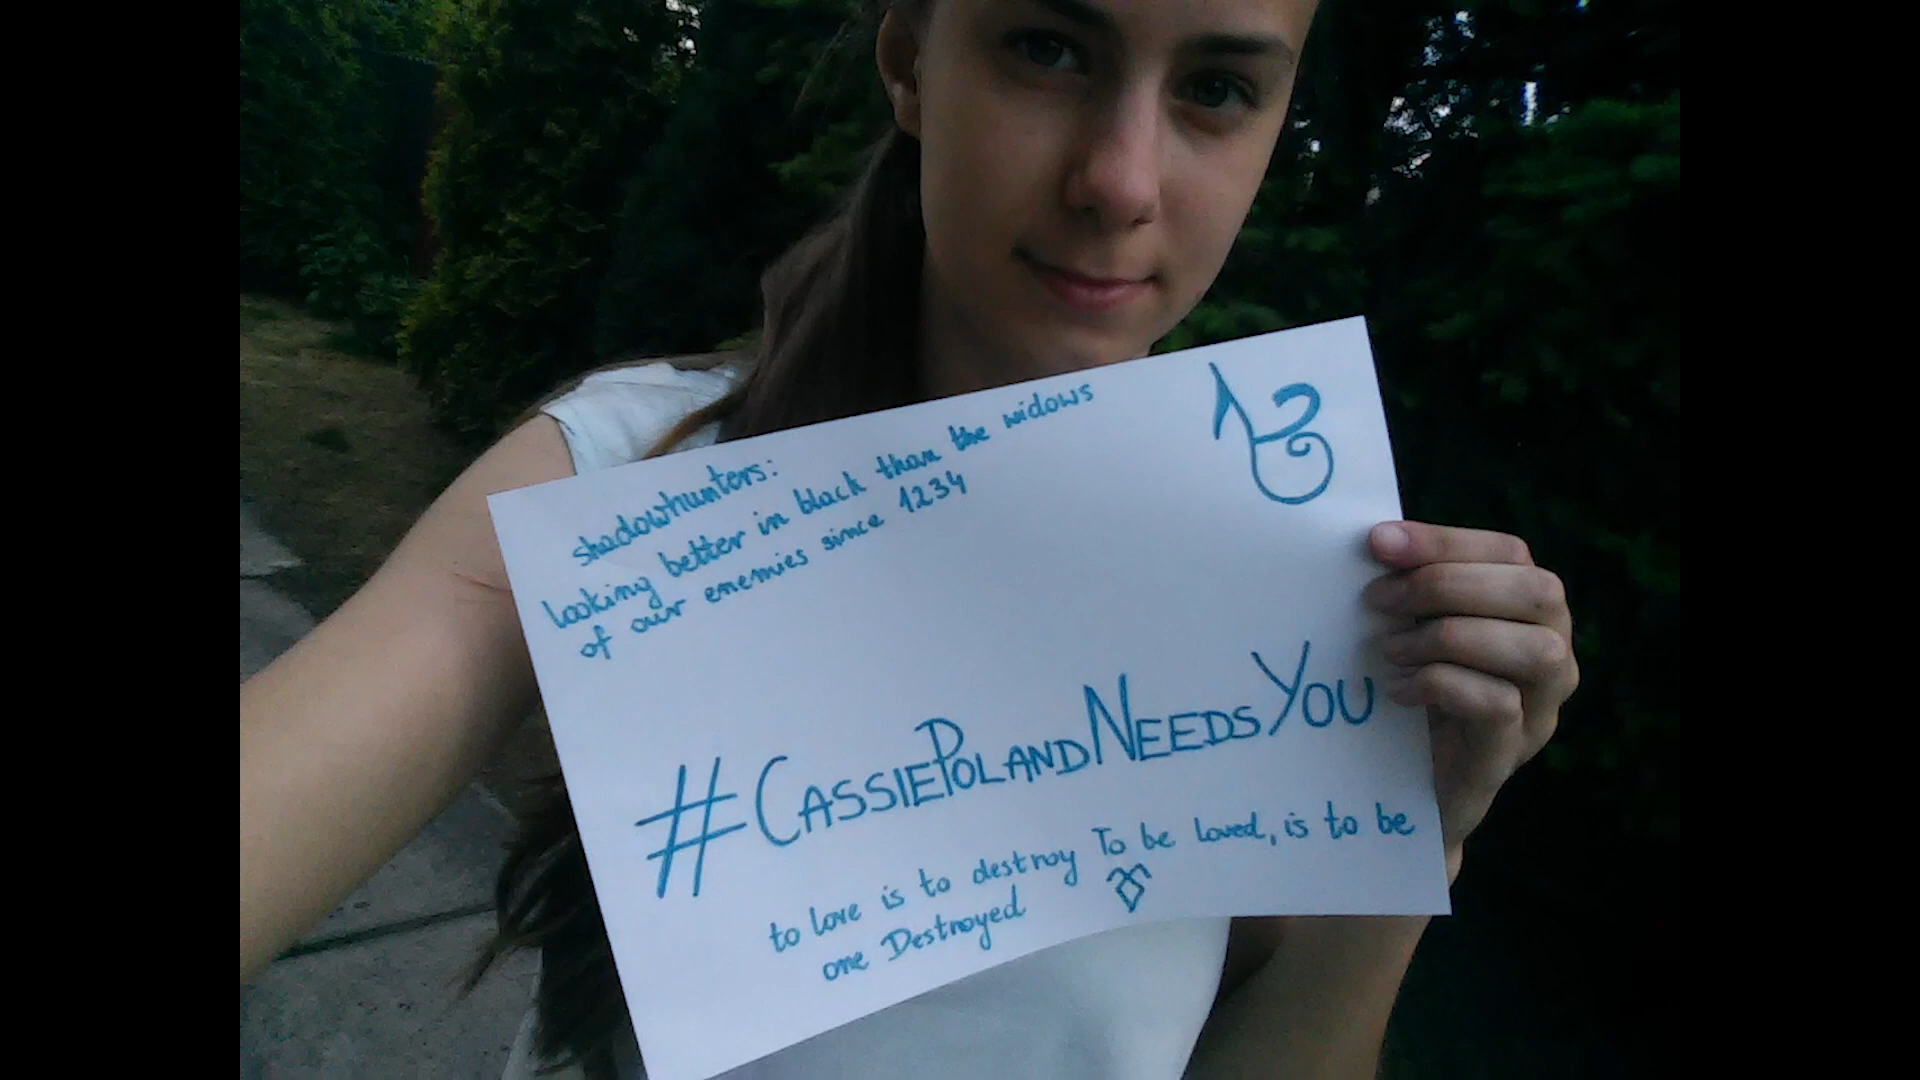 shadowhunters:
looking better in black than the widows
of our enemies since 1234
#CASSIEPOLANDNEEDSYOU
to love is to destroy To be loved, is to be
one Destroyed